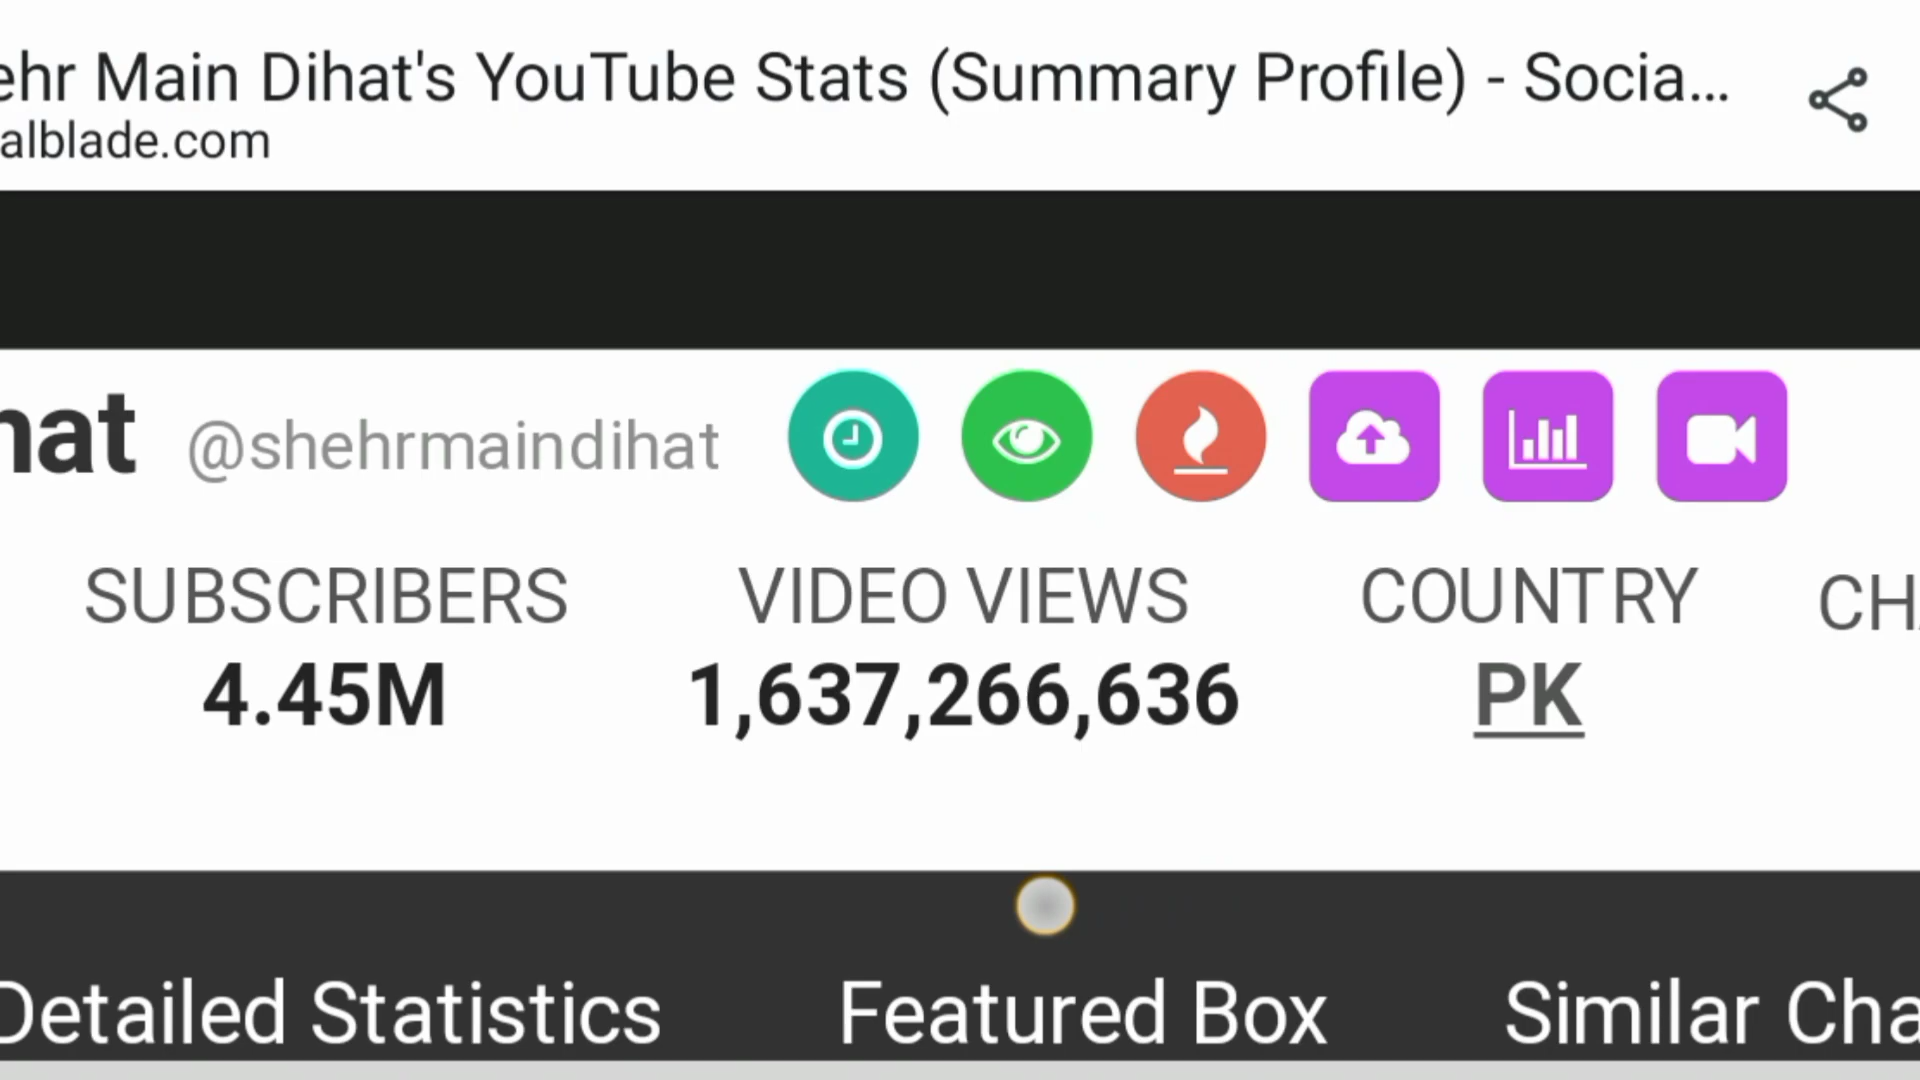 ehr Main Dihat's YouTube Stats (Summary Profile) - Socia...
alblade.com
hat @shehrmaindihat
SUBSCRIBERS VIDEO VIEWS COUNTRY CH
4.45M 1,637,266,636 PK
Detailed Statistics Featured Box Similar Cha